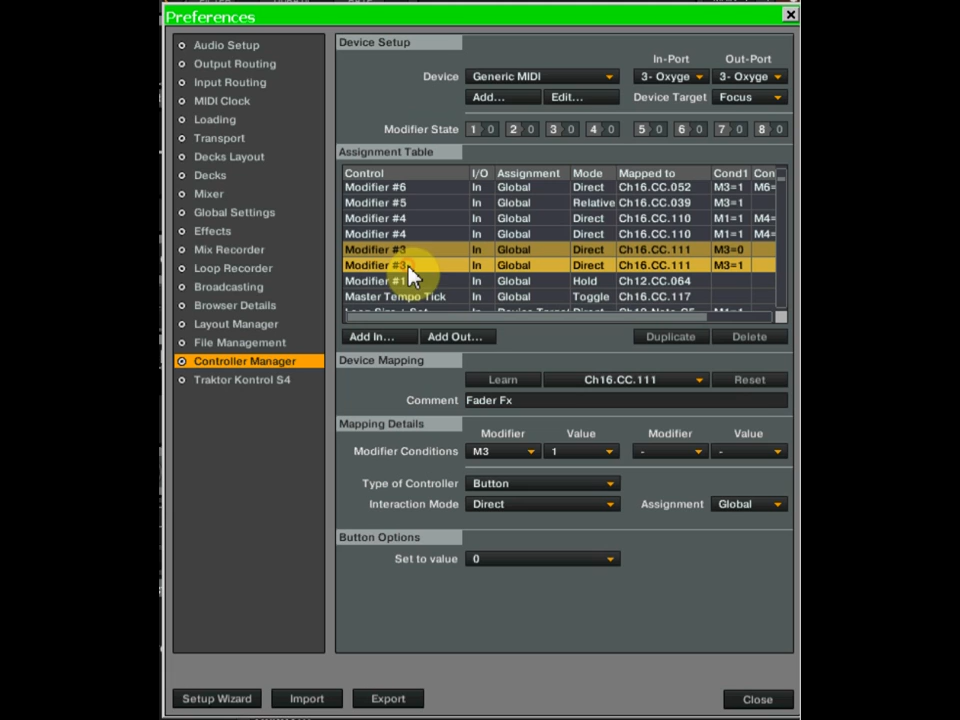 Preferences
Audio Setup
Output Routing
Input Routing
MIDI Clock
Loading
Transport
Decks Layout
Decks
Mixer
Global Settings
Effects
Mix Recorder
Loop Recorder
Broadcasting
Browser Details
Layout Manager
File Management
Controller Manager
Traktor Kontrol S4
Device Setup
In-Port Out-Port
Device Generic MIDI 3- Oxyge 3- Oxyge
Add... Edit... Device Target Focus
Modifier State 1 0 2 0 3 0 4 0 5 0 6 0 7 0 8 0
Assignment Table
Control I/O Assignment Mode Mapped to Cond1 Con
Modifier #6 In Global Direct Ch16.CC.052 M3=1 M6=
Modifier #5 In Global Relative Ch16.CC.039 M3=1
Modifier #4 In Global Direct Ch16.CC.110 M1=1 M4=
Modifier #4 In Global Direct Ch16.CC.110 M1=1 M4=
Modifier #3 In Global Direct Ch16.CC.111 M3=0
Modifier #3 In Global Direct Ch16.CC.111 M3=1
Modifier #1 In Global Hold Ch12.CC.064
Master Tempo Tick In Global Toggle Ch16.CC.117
Add In... Add Out... Duplicate Delete
Device Mapping
Learn Ch16.CC.111 Reset
Comment Fader Fx
Mapping Details
Modifier Value Modifier Value
Modifier Conditions M3 1 - -
Type of Controller Button
Interaction Mode Direct Assignment Global
Button Options
Set to value 0
Setup Wizard Import Export Close